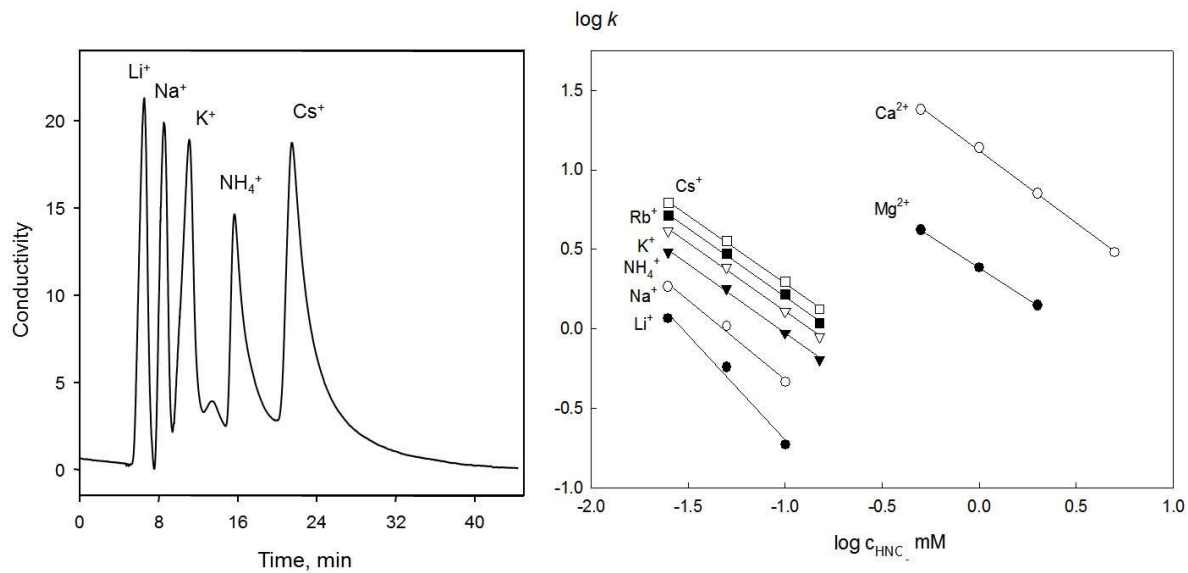 Conductivity
20
15
10
5
0
Li⁺
Na⁺
K⁺
NH₄⁺
Cs⁺
0 8 16 24 32 40
Time, min
log k
1.5
1.0
0.5
0.0
-0.5
-1.0
Ca²⁺
Mg²⁺
Cs⁺
Rb⁺
K⁺
NH₄⁺
Na⁺
Li⁺
-2.0 -1.5 -1.0 -0.5 0.0 0.5 1.0
log c_HNC_ mM